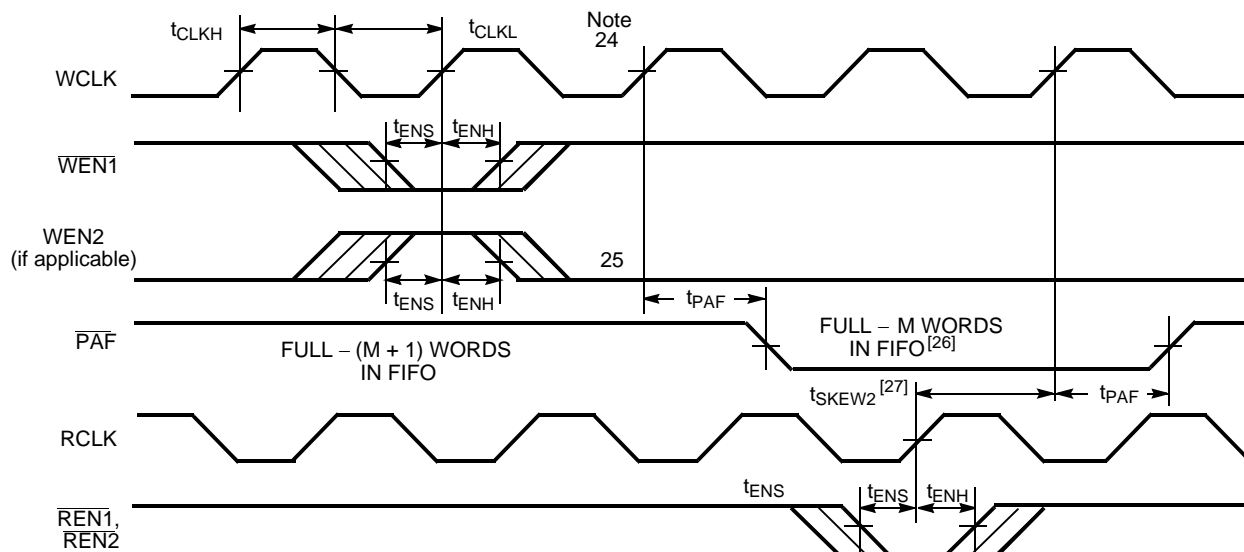 tCLKH
tCLKL
Note
24
WCLK
tENS
tENH
WEN1
WEN2
(if applicable)
25
tENS
tENH
tPAF
PAF
FULL – (M + 1) WORDS
IN FIFO
FULL – M WORDS
IN FIFO[26]
tSKEW2 [27]
tPAF
RCLK
tENS
tENS
tENH
REN1,
REN2